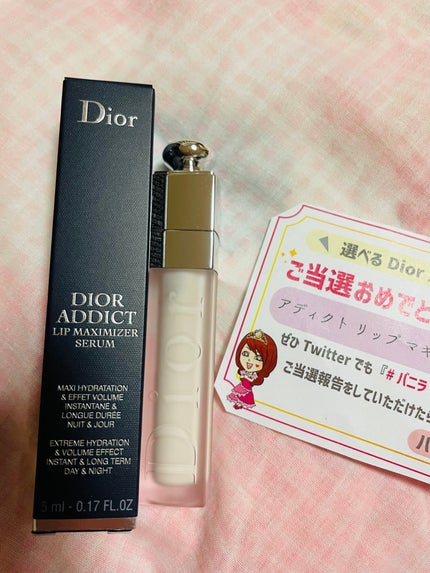 Dior
DIOR
ADDICT
LIP MAXIMIZER
SERUM
MAXI HYDRATATION
& EFFET VOLUME
INSTANTANÉ &
LONGUE DURÉE
NUIT & JOUR
EXTREME HYDRATION
& VOLUME EFFECT
INSTANT & LONG TERM
DAY & NIGHT
5 ml - 0.17 FL.OZ
Dior
選べる Dior
ご当選おめでと
アディクト リップ マキ
ぜひ Twitter でも『# バニラ
ご当選報告をしていただけたら